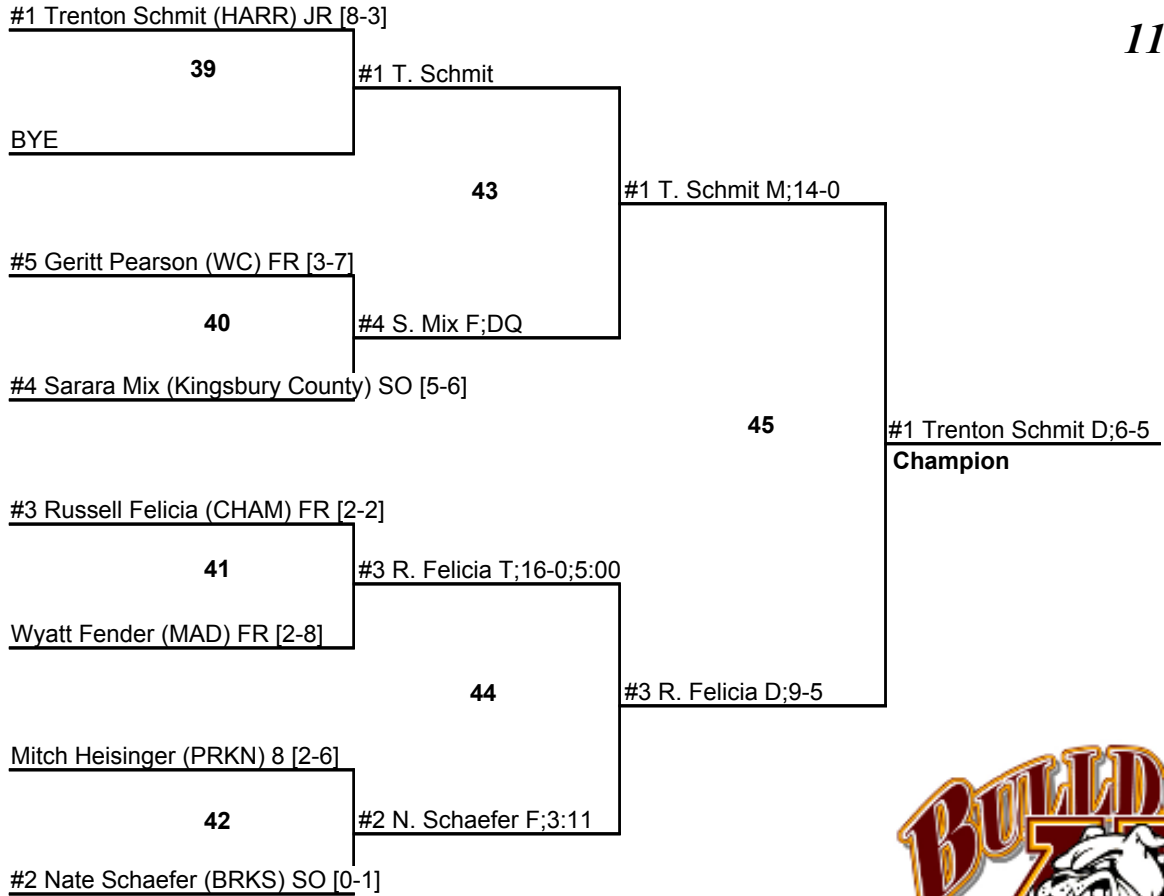 #1 Trenton Schmit (HARR) JR [8-3]
11
39
#1 T. Schmit
BYE
43
#1 T. Schmit M;14-0
#5 Geritt Pearson (WC) FR [3-7]
40
#4 S. Mix F;DQ
#4 Sarara Mix (Kingsbury County) SO [5-6]
45
#1 Trenton Schmit D;6-5
Champion
#3 Russell Felicia (CHAM) FR [2-2]
41
#3 R. Felicia T;16-0;5:00
Wyatt Fender (MAD) FR [2-8]
44
#3 R. Felicia D;9-5
Mitch Heisinger (PRKN) 8 [2-6]
42
#2 N. Schaefer F;3:11
#2 Nate Schaefer (BRKS) SO [0-1]